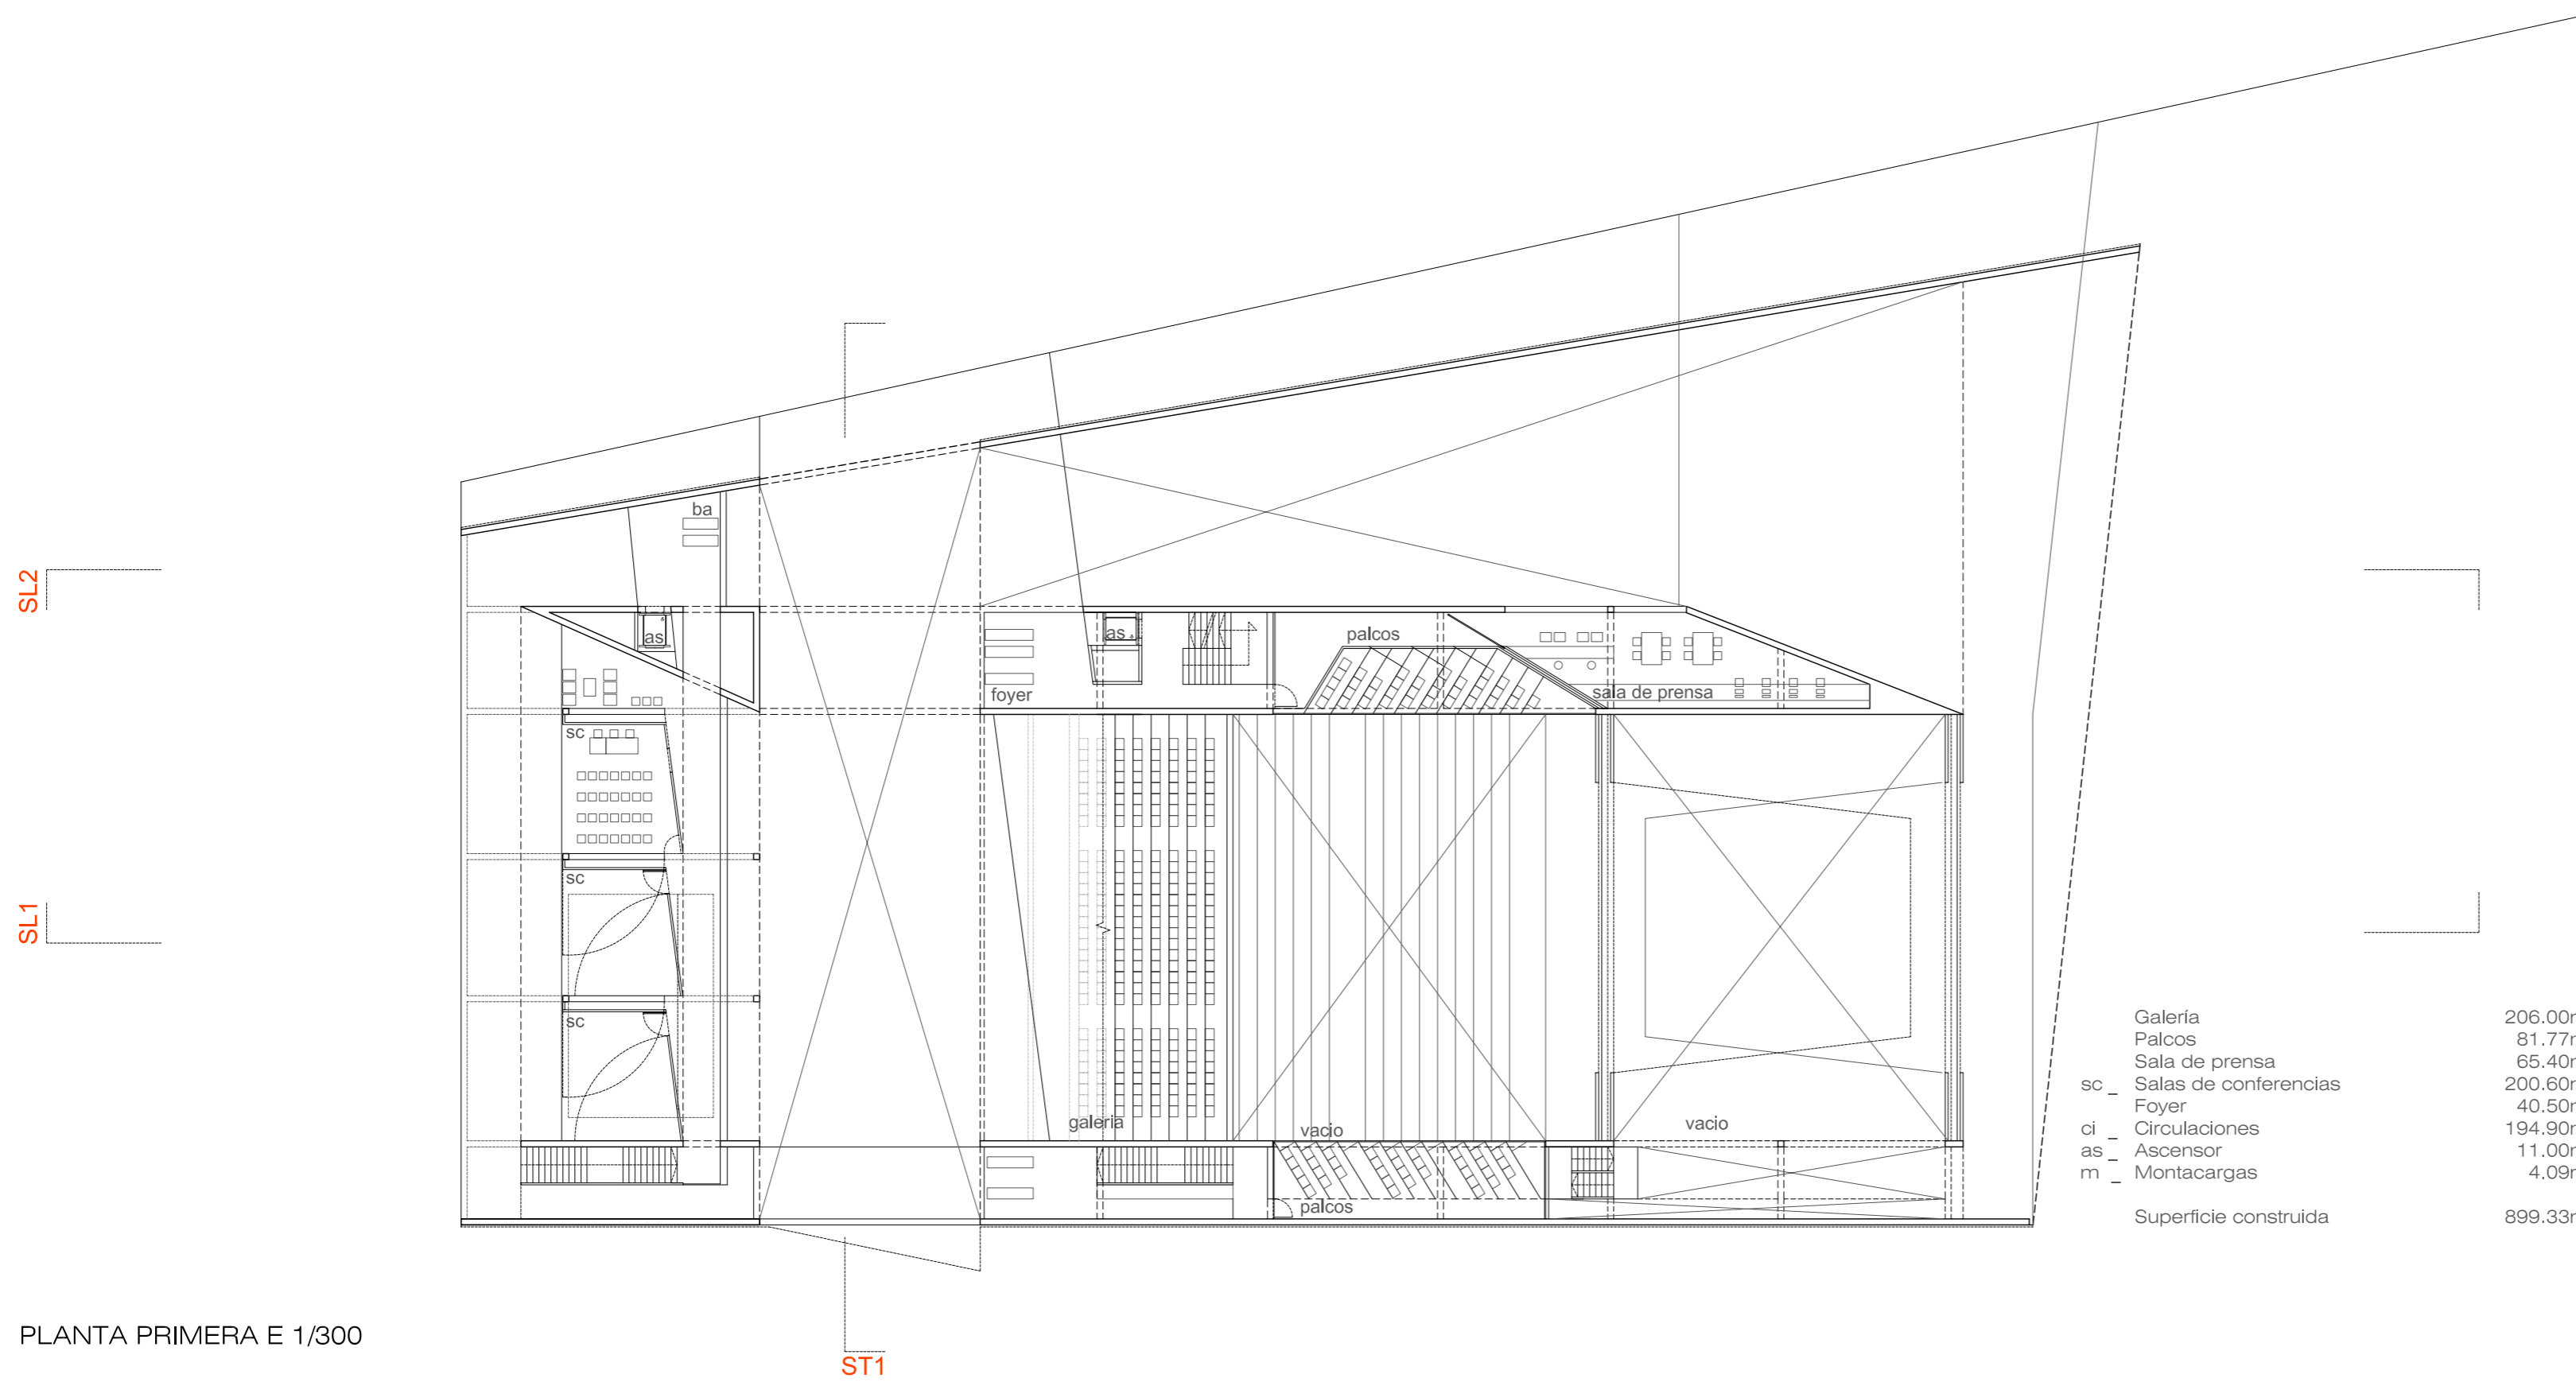 ba
SL2
as
as
palcos
foyer
sala de prensa
sc
sc
SL1
sc
galeria
vacio
vacio
palcos
Galería 206.00
Palcos 81.77
Sala de prensa 65.40
sc _ Salas de conferencias 200.60
Foyer 40.50
ci _ Circulaciones 194.90
as _ Ascensor 11.00
m _ Montacargas 4.09
Superficie construida 899.33
PLANTA PRIMERA E 1/300
ST1